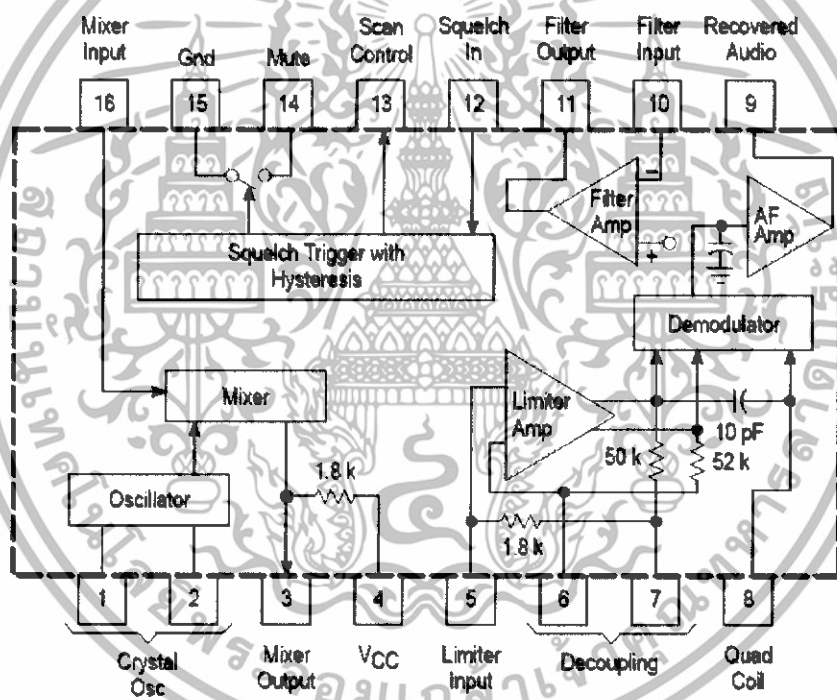 Mixer Input
Gnd
Mute
Scan Control
Squelch In
Filter Output
Filter Input
Recovered Audio
16
15
14
13
12
11
10
9
Filter Amp
-
+
AF Amp
Squelch Trigger with Hysteresis
Demodulator
Mixer
Limiter Amp
10 pF
50 k
52 k
1.8 k
Oscillator
1.8 k
1
2
3
4
5
6
7
8
Crystal Osc
Mixer Output
VCC
Limiter Input
Decoupling
Quad Coil